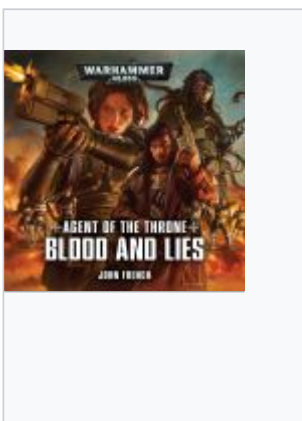 WARHAMMER
40,000
AGENT OF THE THRONE
BLOOD AND LIES
JOHN FRENCH